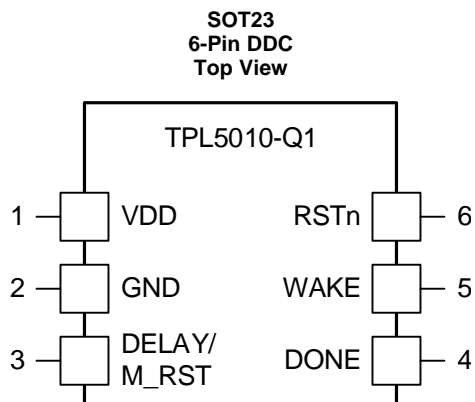 SOT23
6-Pin DDC
Top View
TPL5010-Q1
1 VDD RSTn 6
2 GND WAKE 5
3 DELAY/
M_RST DONE 4